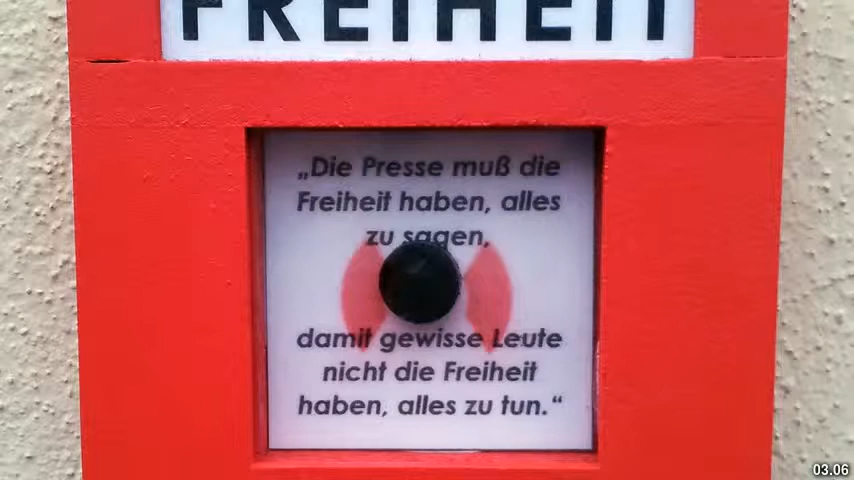 FREIHEIT
„Die Presse muß die
Freiheit haben, alles
zu sagen,
damit gewisse Leute
nicht die Freiheit
haben, alles zu tun.“
03.06